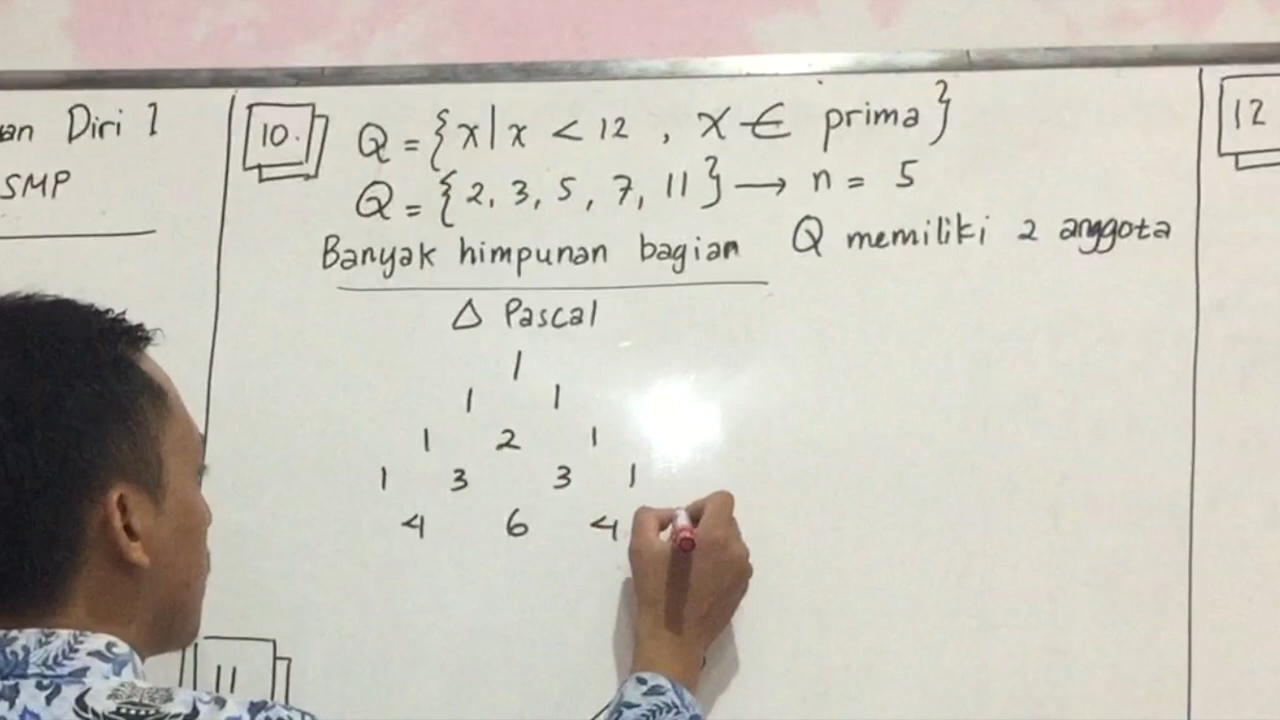 an Diri 1
SMP
10.
Q = {x | x < 12 , x ∈ prima}
Q = {2, 3, 5, 7, 11} → n = 5
Banyak himpunan bagian Q memiliki 2 anggota
△ Pascal
1
1 1
1 2 1
1 3 3 1
4 6 4
11
12